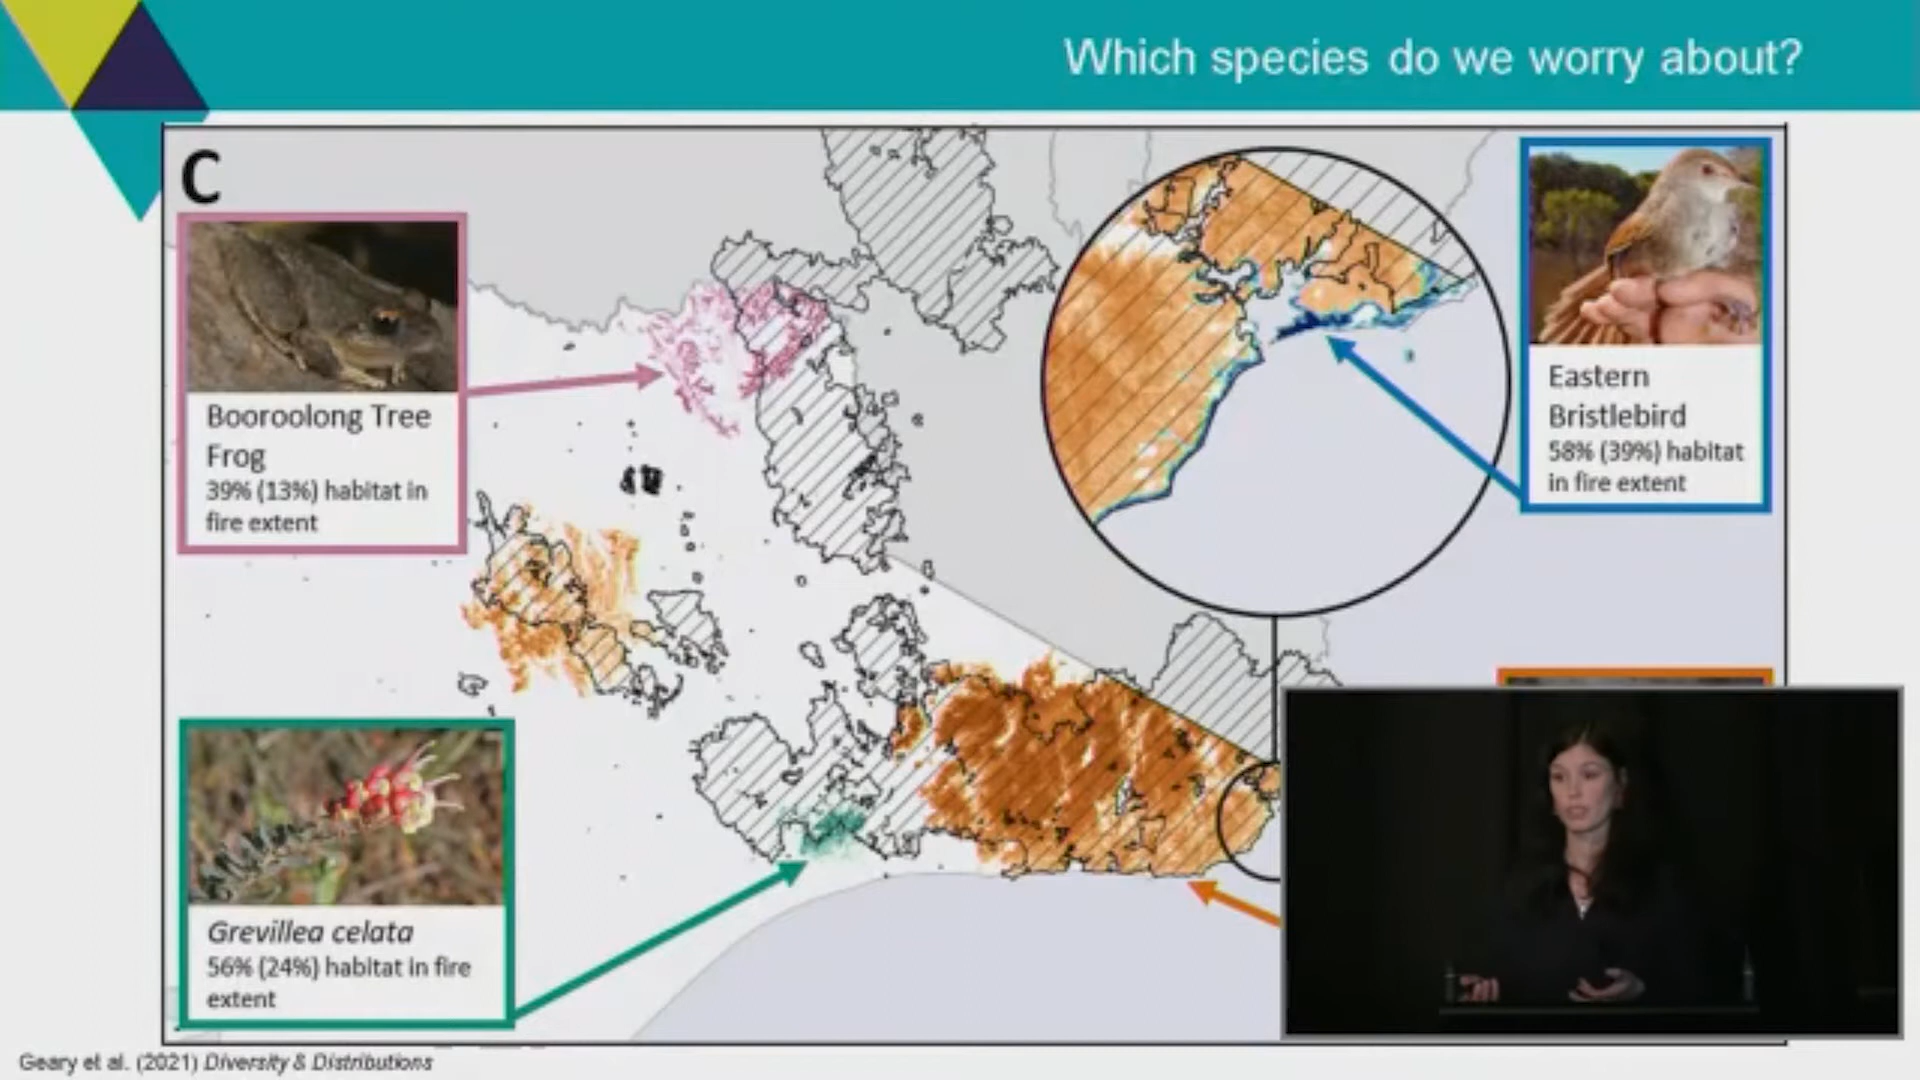 Which species do we worry about?
C
Booroolong Tree
Frog
39% (13%) habitat in
fire extent
Eastern
Bristlebird
58% (39%) habitat
in fire extent
Grevillea celata
56% (24%) habitat in fire
extent
Geary et al. (2021) Diversity & Distributions